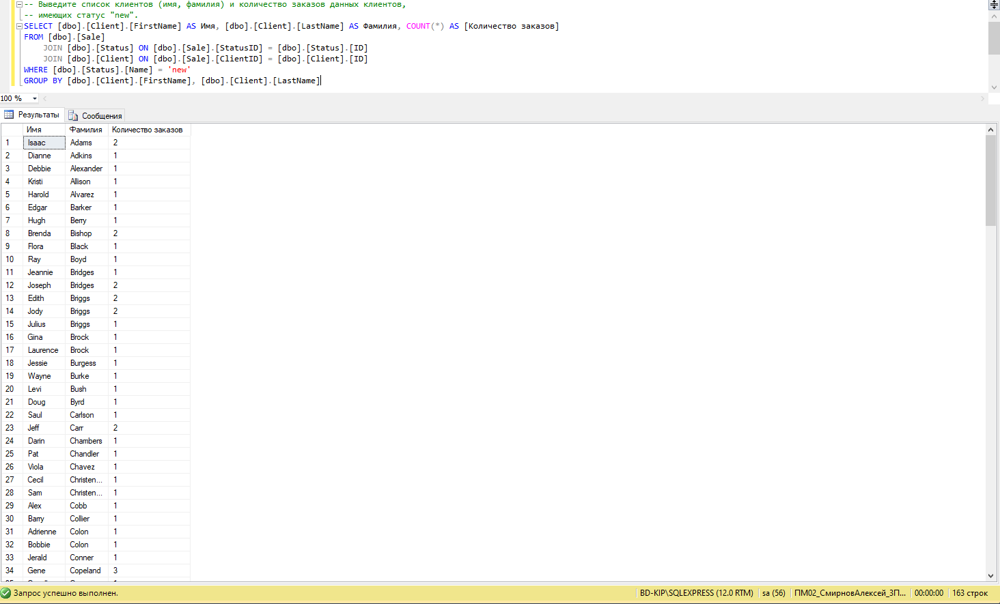 -- Выведите список клиентов (имя, фамилия) и количество заказов данных клиентов,
-- имеющих статус "new".
SELECT [dbo].[Client].[FirstName] AS Имя, [dbo].[Client].[LastName] AS Фамилия, COUNT(*) AS [Количество заказов]
FROM [dbo].[Sale]
JOIN [dbo].[Status] ON [dbo].[Sale].[StatusID] = [dbo].[Status].[ID]
JOIN [dbo].[Client] ON [dbo].[Sale].[ClientID] = [dbo].[Client].[ID]
WHERE [dbo].[Status].[Name] = 'new'
GROUP BY [dbo].[Client].[FirstName], [dbo].[Client].[LastName]
100 %
Результаты Сообщения
Имя Фамилия Количество заказов
1 Isaac Adams 2
2 Dianne Adkins 1
3 Debbie Alexander 1
4 Kristi Allison 1
5 Harold Alvarez 1
6 Edgar Barker 1
7 Hugh Berry 1
8 Brenda Bishop 2
9 Flora Black 1
10 Ray Boyd 1
11 Jeannie Bridges 1
12 Joseph Bridges 2
13 Edith Briggs 2
14 Jody Briggs 2
15 Julius Briggs 1
16 Gina Brock 1
17 Laurence Brock 1
18 Jessie Burgess 1
19 Wayne Burke 1
20 Levi Bush 1
21 Doug Byrd 1
22 Saul Carlson 1
23 Jeff Carr 2
24 Darin Chambers 1
25 Pat Chandler 1
26 Viola Chavez 1
27 Cecil Christen... 1
28 Sam Christen... 1
29 Alex Cobb 1
30 Barry Collier 1
31 Adrienne Colon 1
32 Bobbie Colon 1
33 Jerald Conner 1
34 Gene Copeland 3
Запрос успешно выполнен. BD-KIP\SQLEXPRESS (12.0 RTM) sa (56) ПМ02_СмирновАлексей_3П... 00:00:00 163 строк